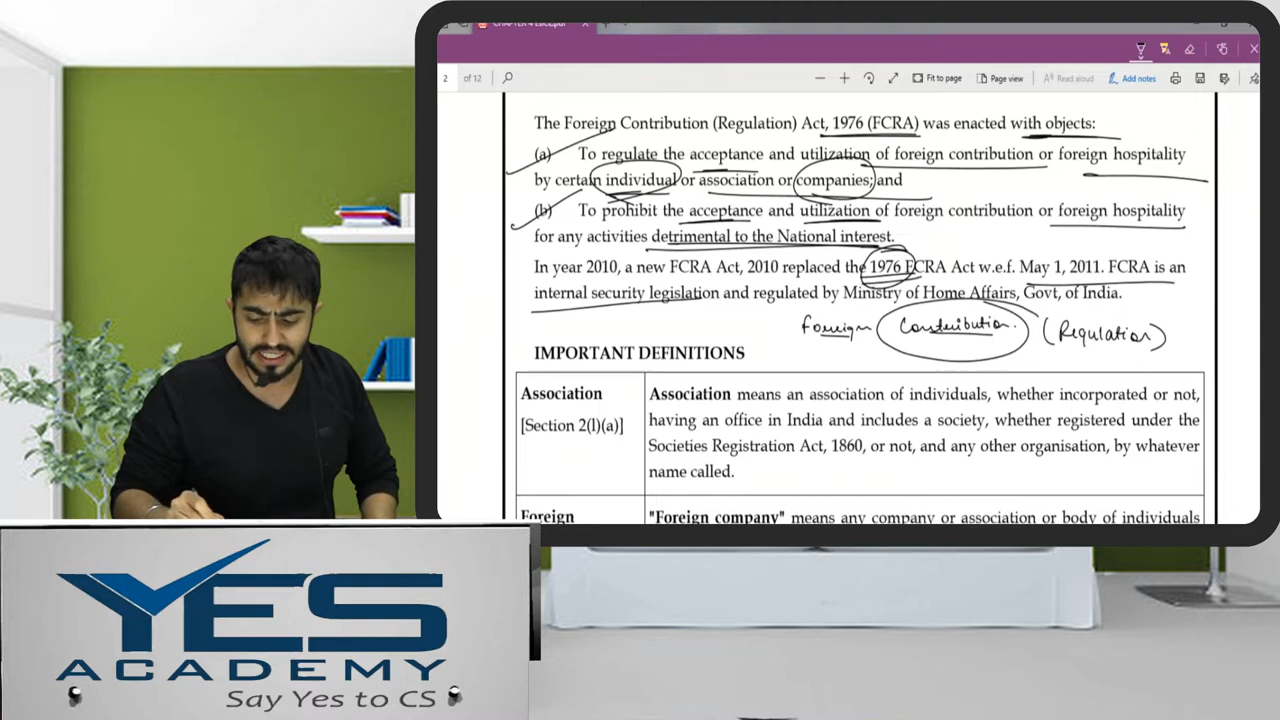 CHAPTER 4 EBCL.pdf
2 of 12
Fit to page
Page view
Read aloud
Add notes
The Foreign Contribution (Regulation) Act, 1976 (FCRA) was enacted with objects:
(a) To regulate the acceptance and utilization of foreign contribution or foreign hospitality
by certain individual or association or companies; and
(b) To prohibit the acceptance and utilization of foreign contribution or foreign hospitality
for any activities detrimental to the National interest.
In year 2010, a new FCRA Act, 2010 replaced the 1976 FCRA Act w.e.f. May 1, 2011. FCRA is an
internal security legislation and regulated by Ministry of Home Affairs, Govt, of India.
Foreign Contribution. (Regulation)
IMPORTANT DEFINITIONS
Association
[Section 2(l)(a)]
Association means an association of individuals, whether incorporated or not,
having an office in India and includes a society, whether registered under the
Societies Registration Act, 1860, or not, and any other organisation, by whatever
name called.
Foreign
"Foreign company" means any company or association or body of individuals
YES
ACADEMY
Say Yes to CS